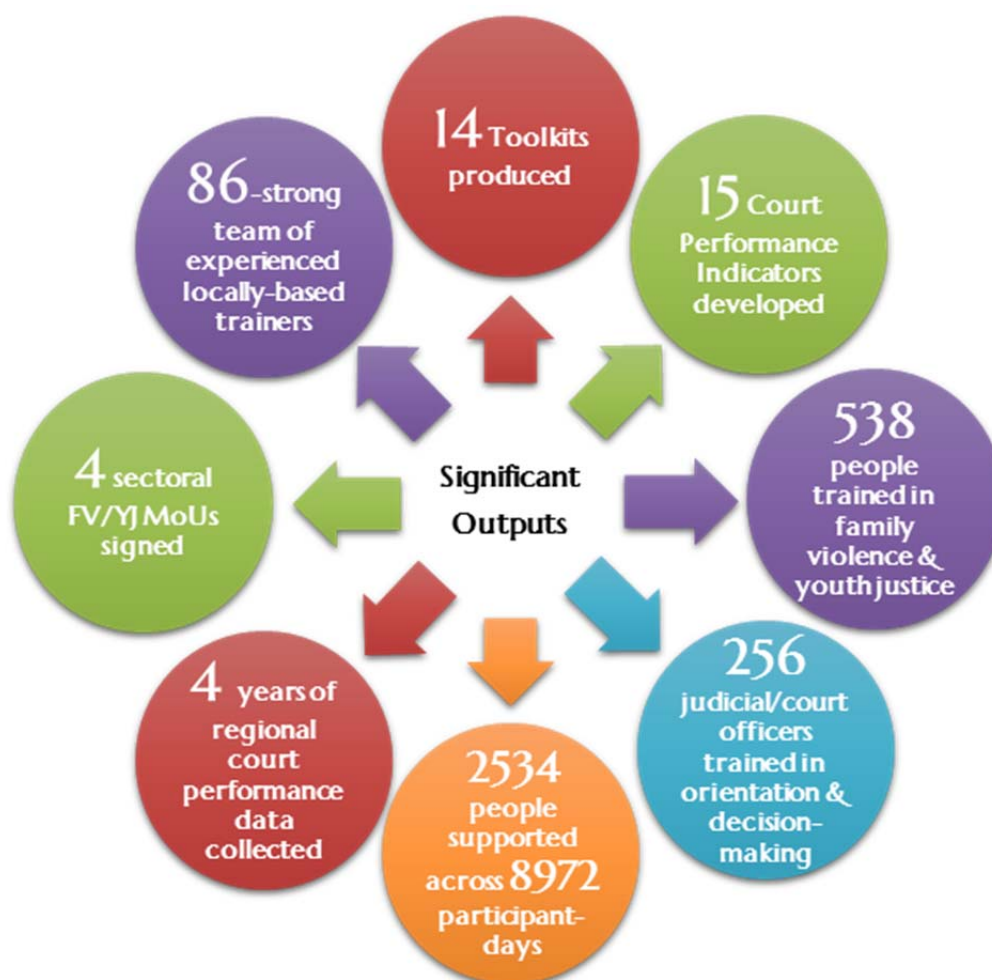 14 Toolkits
produced
15 Court
Performance
Indicators
developed
538
people
trained in
family
violence &
youth justice
256
judicial/court
officers
trained in
orientation &
decision-
making
2534
people
supported
across 8972
participant-
days
4 years of
regional
court
performance
data
collected
4 sectoral
FV/YJ MoUs
signed
86-strong
team of
experienced
locally-based
trainers
Significant
Outputs